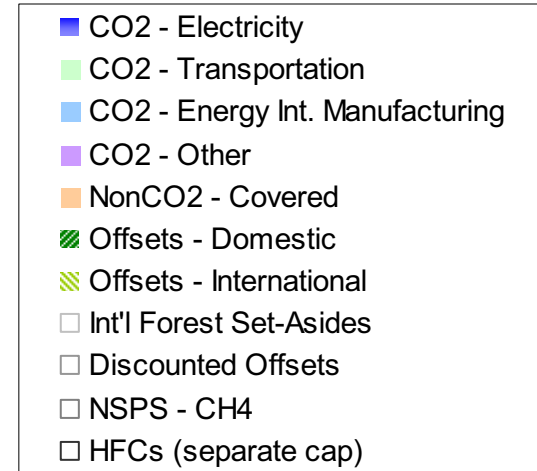 CO2 - Electricity
CO2 - Transportation
CO2 - Energy Int. Manufacturing
CO2 - Other
NonCO2 - Covered
Offsets - Domestic
Offsets - International
Int'l Forest Set-Asides
Discounted Offsets
NSPS - CH4
HFCs (separate cap)